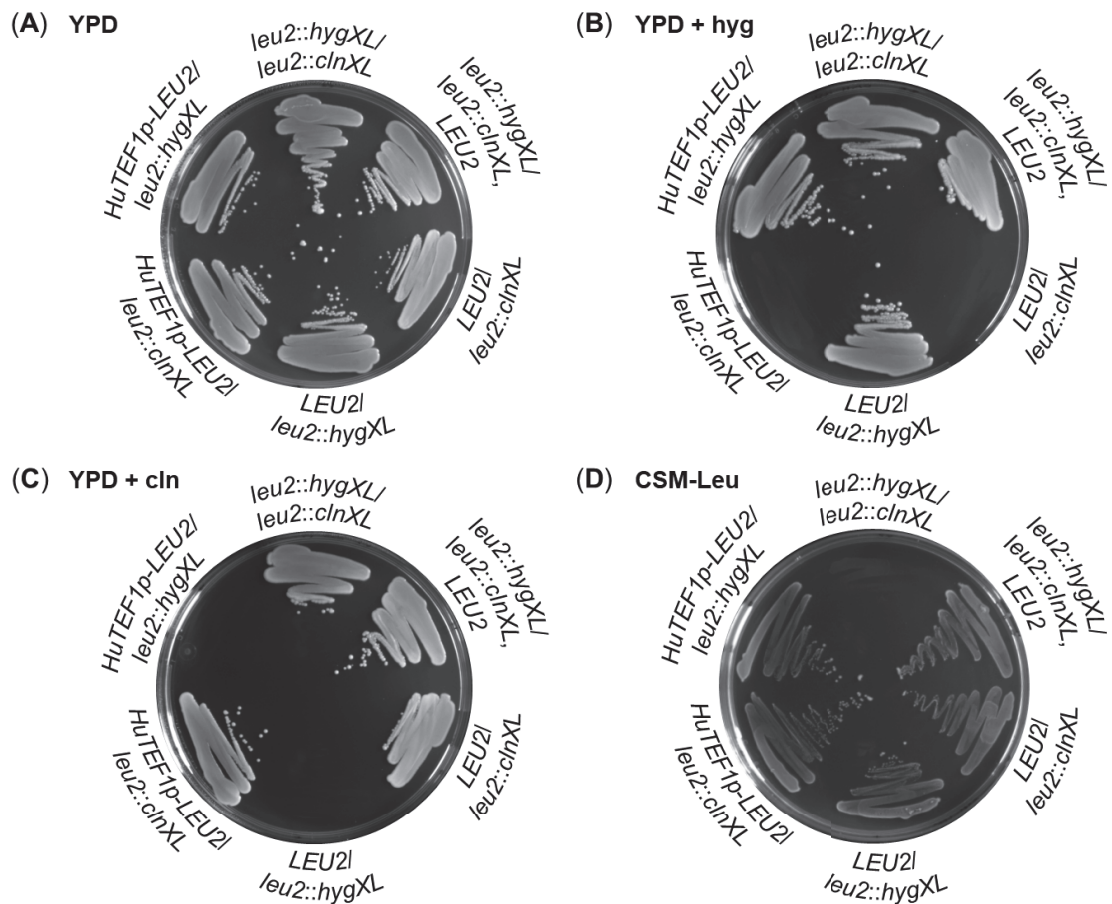 (A) YPD
leu2::hygXL/
leu2::clnXL
leu2::hygXL/
leu2::clnXL,
LEU2
LEU2/
leu2::clnXL
LEU2/
leu2::hygXL
HuTEF1p-LEU2/
leu2::clnXL
HuTEF1p-LEU2/
leu2::hygXL
(B) YPD + hyg
leu2::hygXL/
leu2::clnXL
leu2::hygXL/
leu2::clnXL,
LEU2
LEU2/
leu2::clnXL
LEU2/
leu2::hygXL
HuTEF1p-LEU2/
leu2::clnXL
HuTEF1p-LEU2/
leu2::hygXL
(C) YPD + cln
leu2::hygXL/
leu2::clnXL
leu2::hygXL/
leu2::clnXL,
LEU2
LEU2/
leu2::clnXL
LEU2/
leu2::hygXL
HuTEF1p-LEU2/
leu2::clnXL
HuTEF1p-LEU2/
leu2::hygXL
(D) CSM-Leu
leu2::hygXL/
leu2::clnXL
leu2::hygXL/
leu2::clnXL,
LEU2
LEU2/
leu2::clnXL
LEU2/
leu2::hygXL
HuTEF1p-LEU2/
leu2::clnXL
HuTEF1p-LEU2/
leu2::hygXL